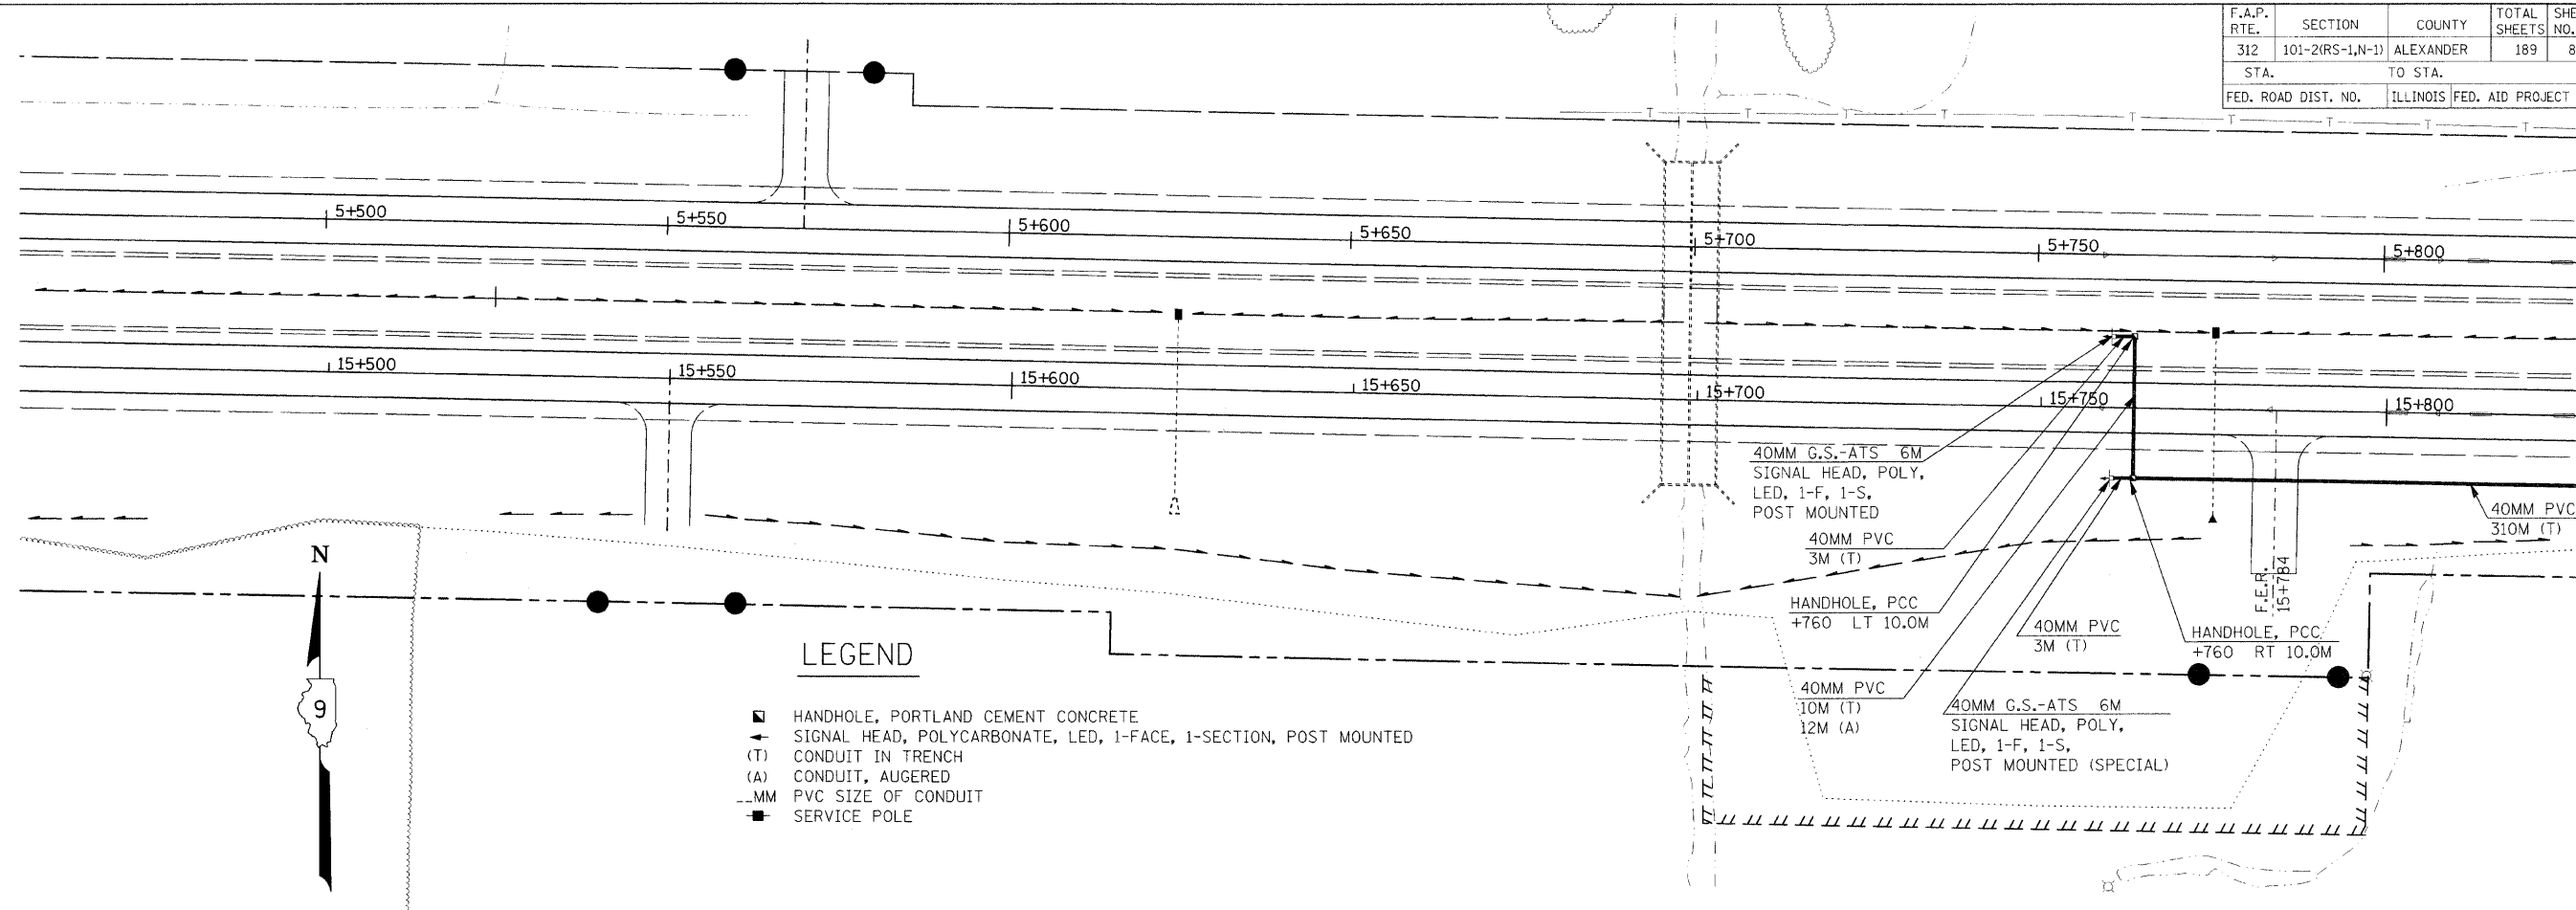 F.A.P. RTE. SECTION COUNTY TOTAL SHEETS SHE NO.
312 101-2(RS-1,N-1) ALEXANDER 189 8
STA. TO STA.
FED. ROAD DIST. NO. ILLINOIS FED. AID PROJECT
T T T T T T T T T
5+500 5+550 5+600 5+650 5+700 5+750 5+800
15+500 15+550 15+600 15+650 15+700 15+750 15+800
40MM G.S.-ATS 6M
SIGNAL HEAD, POLY,
LED, 1-F, 1-S,
POST MOUNTED
40MM PVC
3M (T)
HANDHOLE, PCC
+760 LT 10.0M
40MM PVC
10M (T)
12M (A)
40MM PVC
3M (T)
40MM G.S.-ATS 6M
SIGNAL HEAD, POLY,
LED, 1-F, 1-S,
POST MOUNTED (SPECIAL)
HANDHOLE, PCC
+760 RT 10.0M
F.E.R.
15+784
40MM PVC
310M (T)
N
9
LEGEND
HANDHOLE, PORTLAND CEMENT CONCRETE
SIGNAL HEAD, POLYCARBONATE, LED, 1-FACE, 1-SECTION, POST MOUNTED
(T) CONDUIT IN TRENCH
(A) CONDUIT, AUGERED
__MM PVC SIZE OF CONDUIT
SERVICE POLE